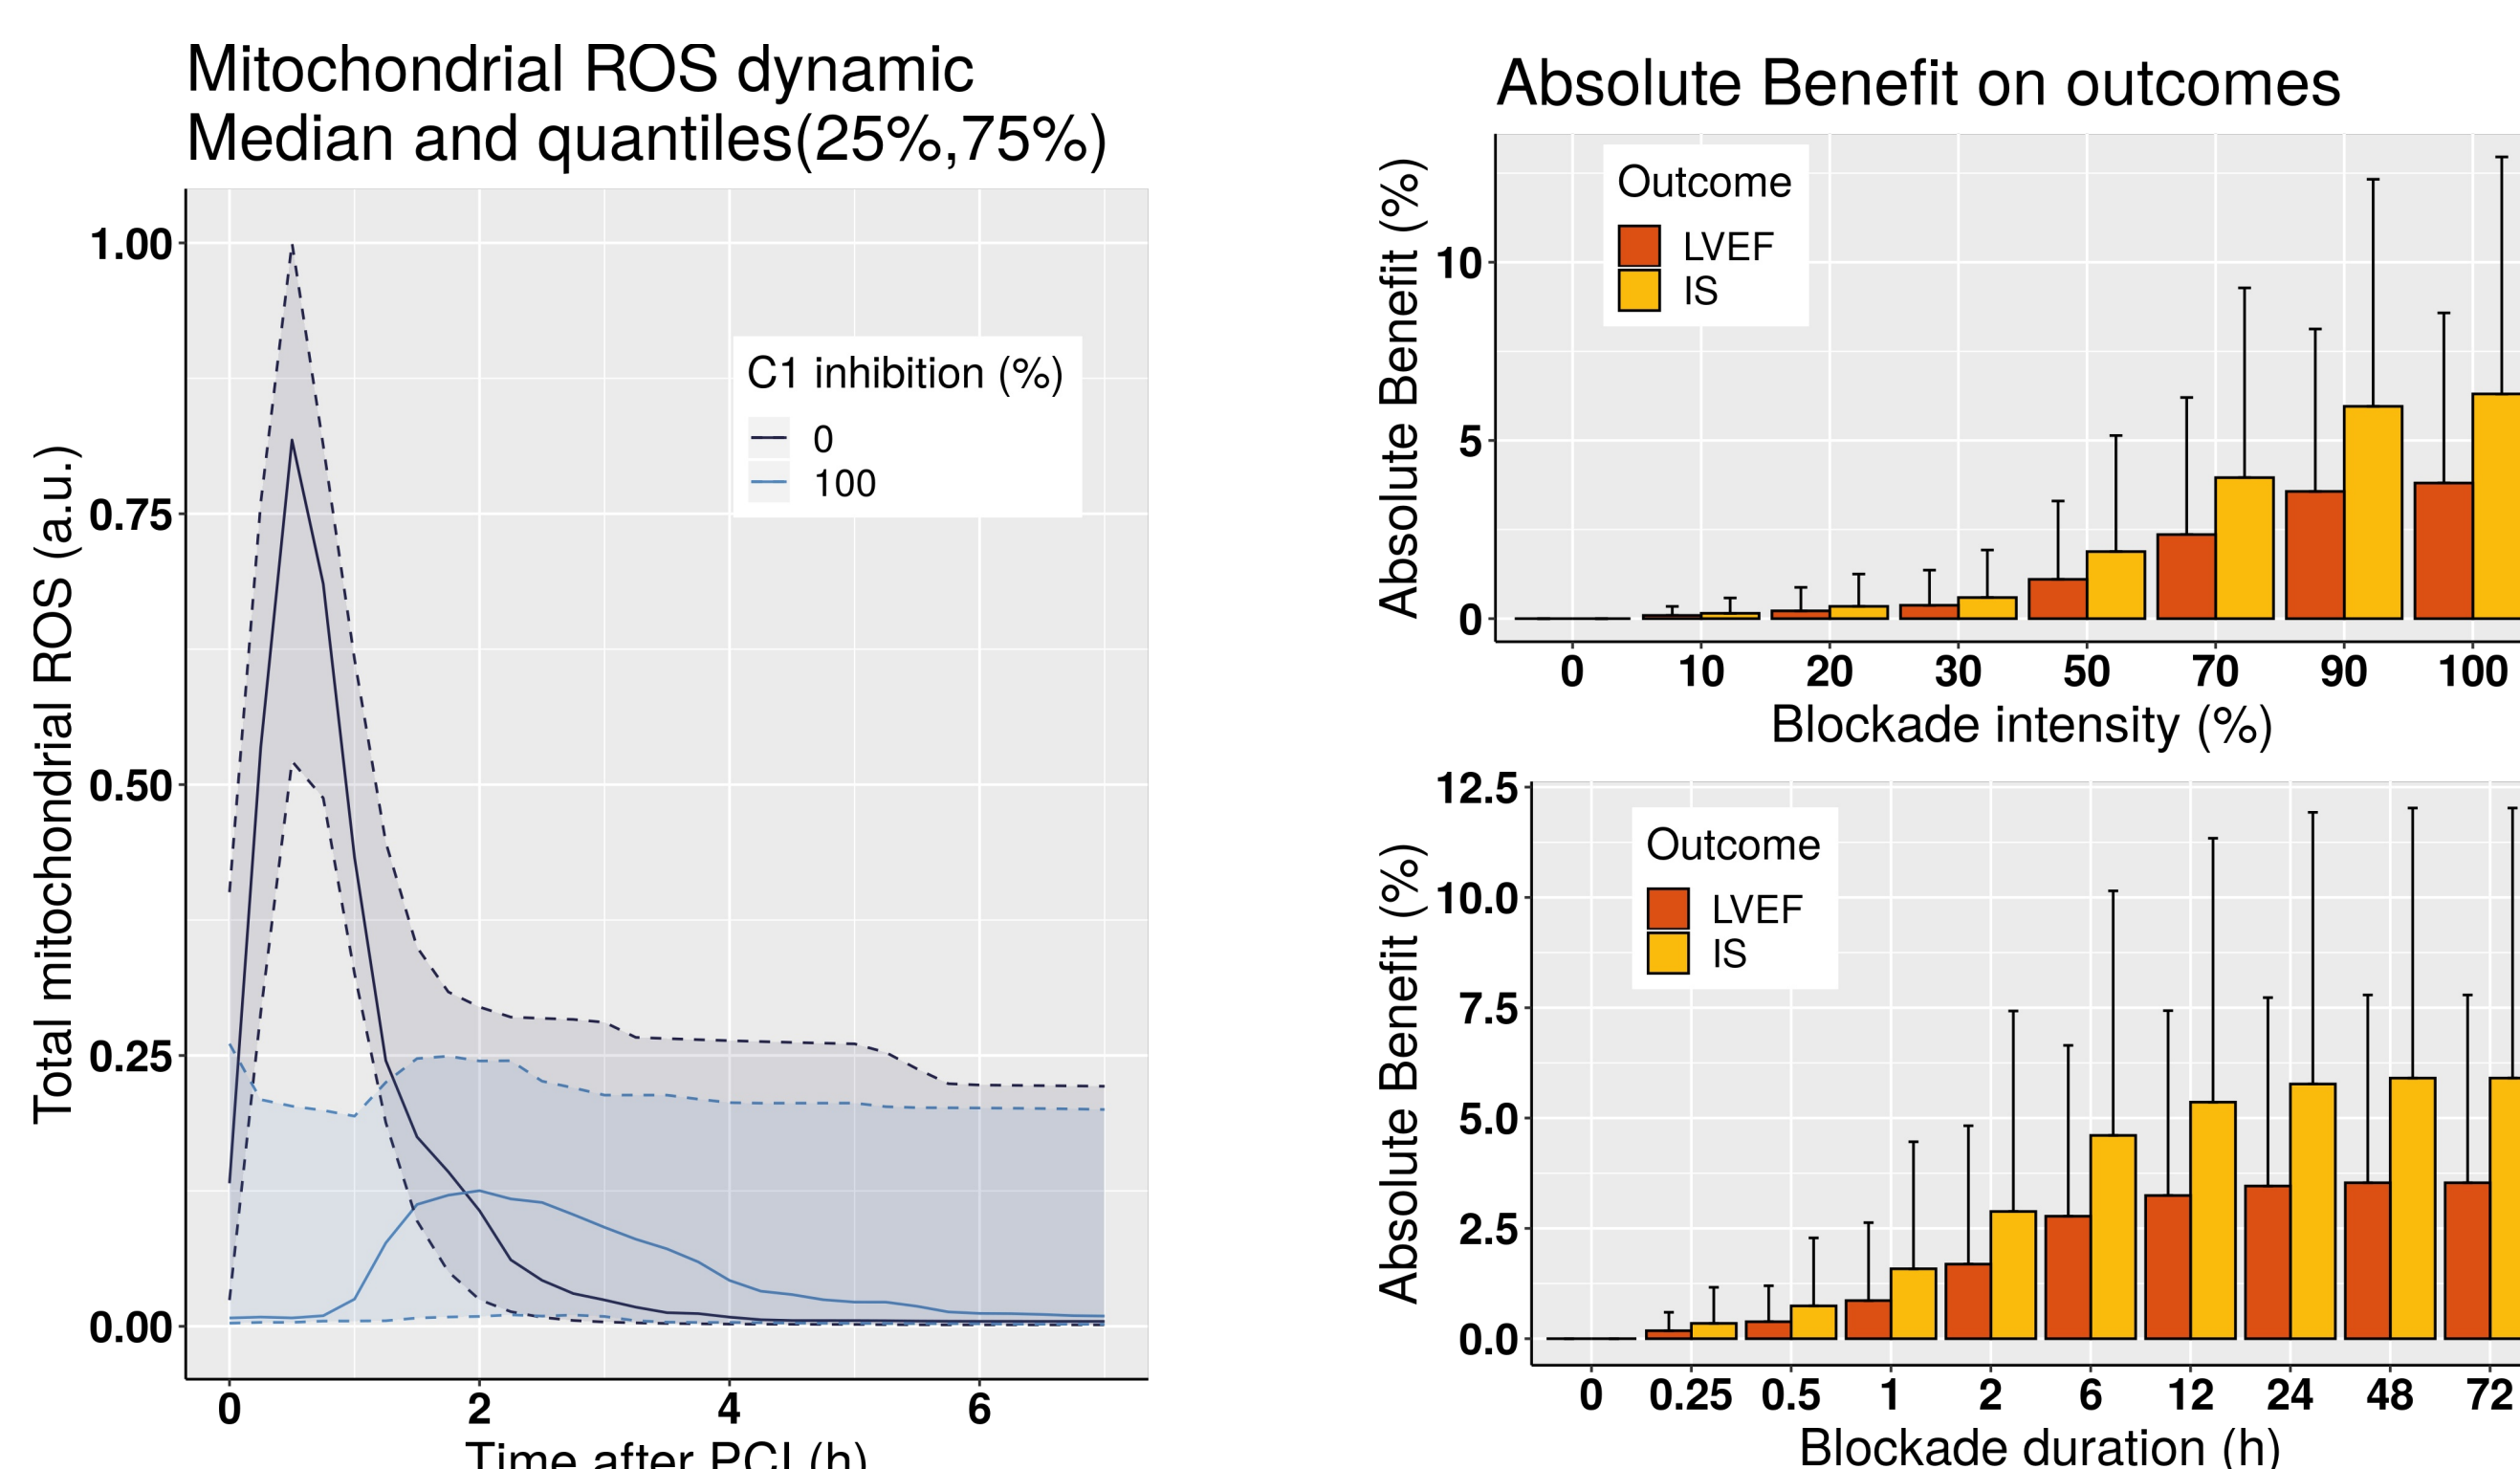 Mitochondrial ROS dynamic
Median and quantiles(25%,75%)
Total mitochondrial ROS (a.u.)
1.00
0.75
0.50
0.25
0.00
C1 inhibition (%)
0
100
0 2 4 6
Time after PCI (h)
Absolute Benefit on outcomes
Absolute Benefit (%)
10
5
0
Outcome
LVEF
IS
0 10 20 30 50 70 90 100
Blockade intensity (%)
Absolute Benefit (%)
12.5
10.0
7.5
5.0
2.5
0.0
Outcome
LVEF
IS
0 0.25 0.5 1 2 6 12 24 48 72
Blockade duration (h)